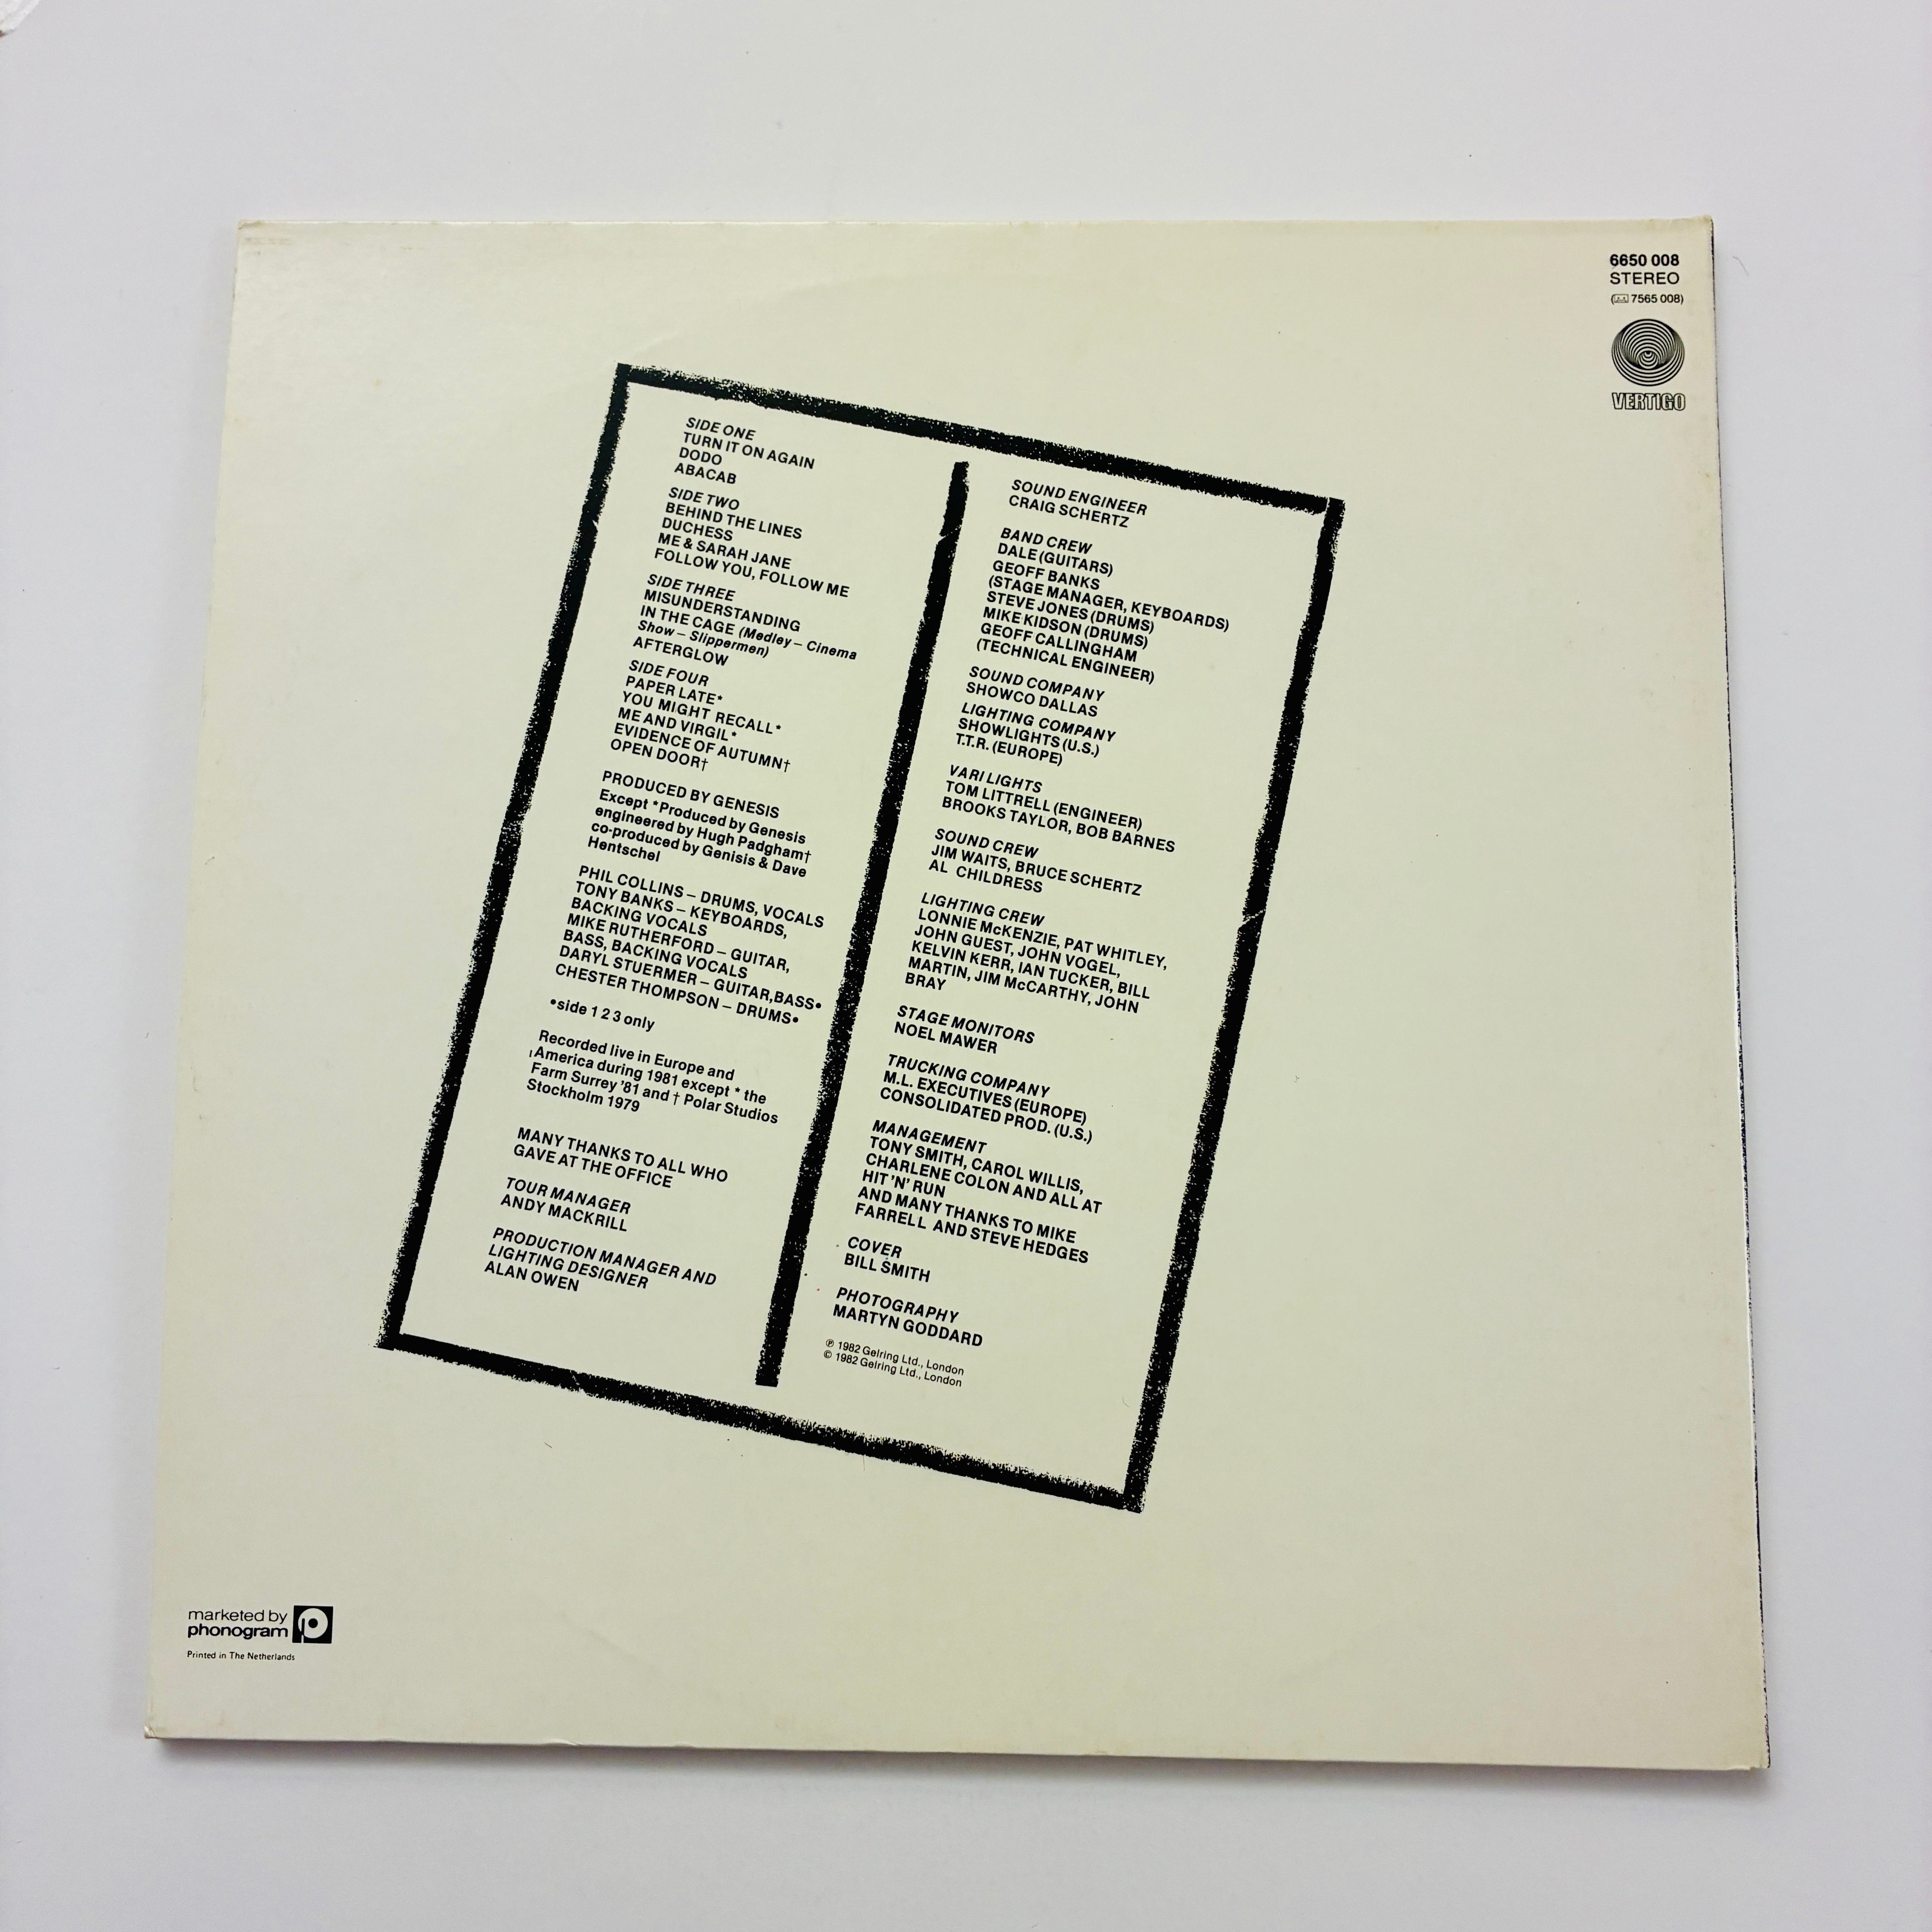 6650 008
STEREO
(7565 008)
VERTIGO
SIDE ONE
TURN IT ON AGAIN
DODO
ABACAB
SIDE TWO
BEHIND THE LINES
DUCHESS
ME & SARAH JANE
FOLLOW YOU, FOLLOW ME
SIDE THREE
MISUNDERSTANDING
IN THE CAGE (Medley – Cinema
Show – Slippermen)
AFTERGLOW
SIDE FOUR
PAPER LATE*
YOU MIGHT RECALL*
ME AND VIRGIL*
EVIDENCE OF AUTUMN†
OPEN DOOR†
PRODUCED BY GENESIS
Except *Produced by Genesis
engineered by Hugh Padgham†
co-produced by Genisis & Dave
Hentschel
PHIL COLLINS – DRUMS, VOCALS
TONY BANKS – KEYBOARDS,
BACKING VOCALS
MIKE RUTHERFORD – GUITAR,
BASS, BACKING VOCALS
DARYL STUERMER – GUITAR,BASS•
CHESTER THOMPSON – DRUMS•
•side 1 2 3 only
Recorded live in Europe and
America during 1981 except * the
Farm Surrey '81 and † Polar Studios
Stockholm 1979
MANY THANKS TO ALL WHO
GAVE AT THE OFFICE
TOUR MANAGER
ANDY MACKRILL
PRODUCTION MANAGER AND
LIGHTING DESIGNER
ALAN OWEN
SOUND ENGINEER
CRAIG SCHERTZ
BAND CREW
DALE (GUITARS)
GEOFF BANKS
(STAGE MANAGER, KEYBOARDS)
STEVE JONES (DRUMS)
MIKE KIDSON (DRUMS)
GEOFF CALLINGHAM
(TECHNICAL ENGINEER)
SOUND COMPANY
SHOWCO DALLAS
LIGHTING COMPANY
SHOWLIGHTS (U.S.)
T.T.R. (EUROPE)
VARI LIGHTS
TOM LITTRELL (ENGINEER)
BROOKS TAYLOR, BOB BARNES
SOUND CREW
JIM WAITS, BRUCE SCHERTZ
AL CHILDRESS
LIGHTING CREW
LONNIE McKENZIE, PAT WHITLEY,
JOHN GUEST, JOHN VOGEL,
KELVIN KERR, IAN TUCKER, BILL
MARTIN, JIM McCARTHY, JOHN
BRAY
STAGE MONITORS
NOEL MAWER
TRUCKING COMPANY
M.L. EXECUTIVES (EUROPE)
CONSOLIDATED PROD. (U.S.)
MANAGEMENT
TONY SMITH, CAROL WILLIS,
CHARLENE COLON AND ALL AT
HIT 'N' RUN
AND MANY THANKS TO MIKE
FARRELL AND STEVE HEDGES
COVER
BILL SMITH
PHOTOGRAPHY
MARTYN GODDARD
℗ 1982 Gelring Ltd., London
© 1982 Gelring Ltd., London
marketed by
phonogram
Printed in The Netherlands